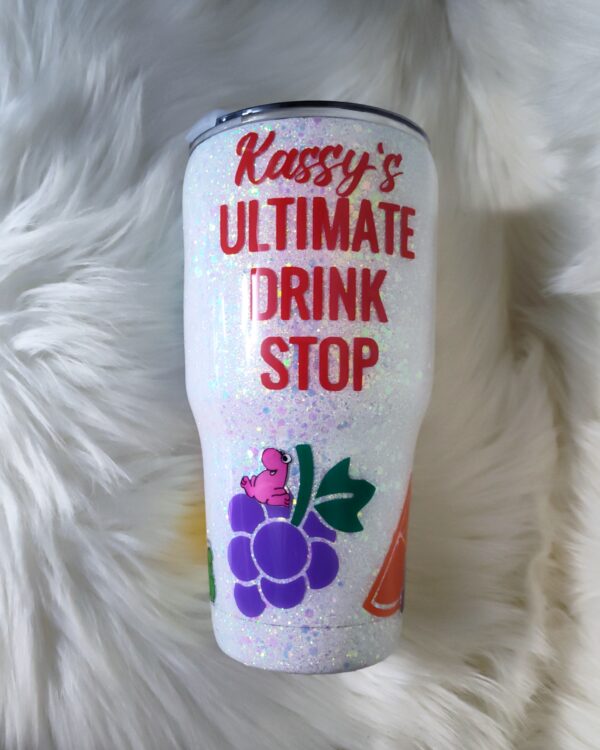 Kassy's
ULTIMATE
DRINK
STOP